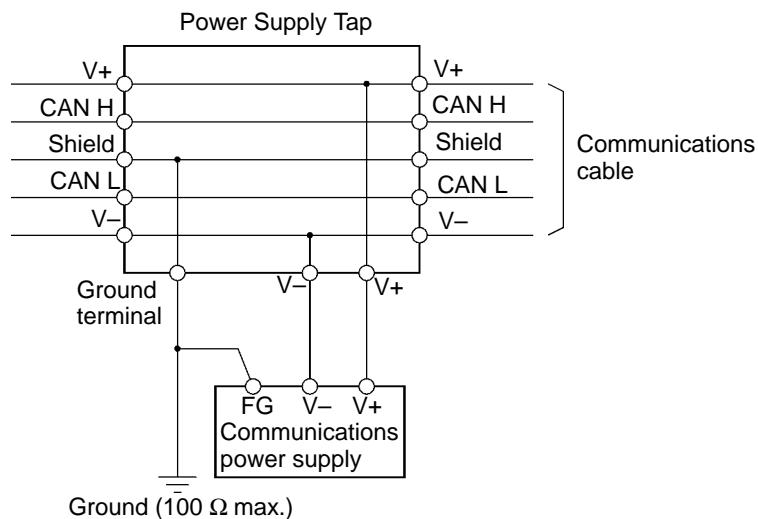 Power Supply Tap
V+
V+
CAN H
CAN H
Shield
Shield
Communications
cable
CAN L
CAN L
V–
V–
Ground
terminal
V–
V+
FG
V–
V+
Communications
power supply
Ground (100 Ω max.)